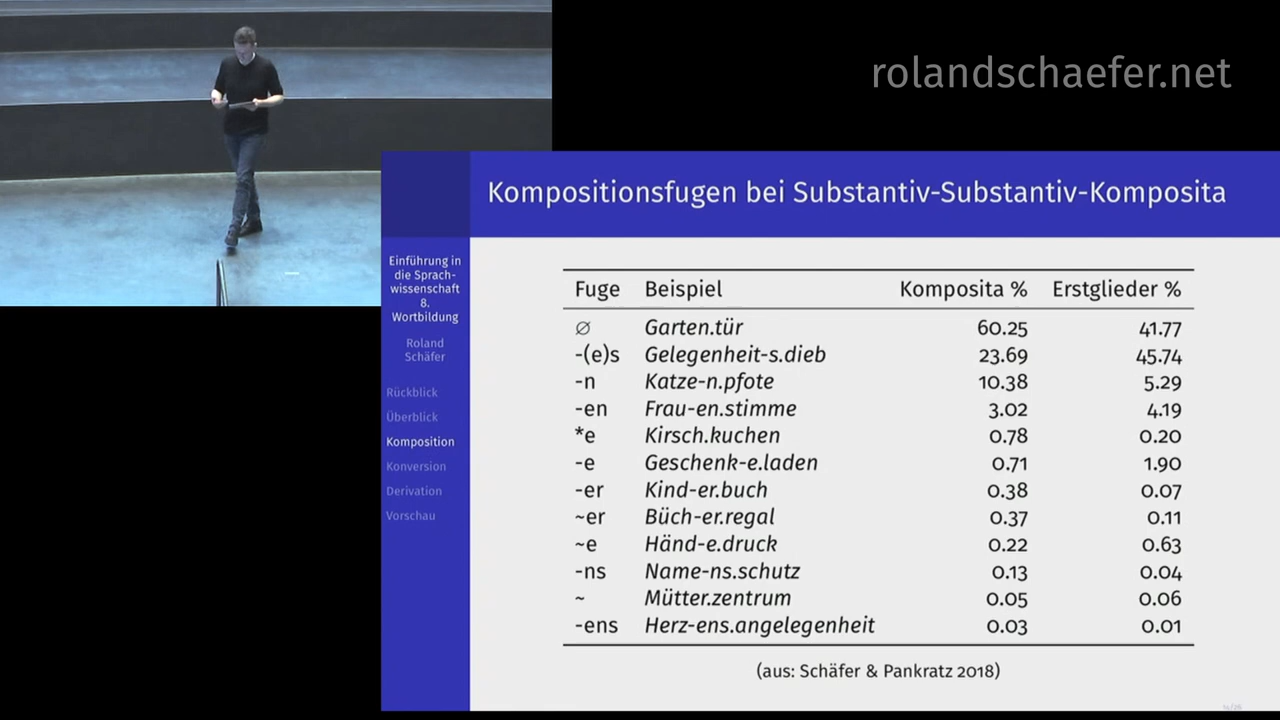 rolandschaefer.net
Kompositionsfugen bei Substantiv-Substantiv-Komposita
Einführung in
die Sprach-
wissenschaft
8.
Wortbildung
Roland
Schäfer
Rückblick
Überblick
Komposition
Konversion
Derivation
Vorschau
Fuge Beispiel Komposita % Erstglieder %
∅ Garten.tür 60.25 41.77
-(e)s Gelegenheit-s.dieb 23.69 45.74
-n Katze-n.pfote 10.38 5.29
-en Frau-en.stimme 3.02 4.19
*e Kirsch.kuchen 0.78 0.20
-e Geschenk-e.laden 0.71 1.90
-er Kind-er.buch 0.38 0.07
~er Büch-er.regal 0.37 0.11
~e Händ-e.druck 0.22 0.63
-ns Name-ns.schutz 0.13 0.04
~ Mütter.zentrum 0.05 0.06
-ens Herz-ens.angelegenheit 0.03 0.01
(aus: Schäfer & Pankratz 2018)